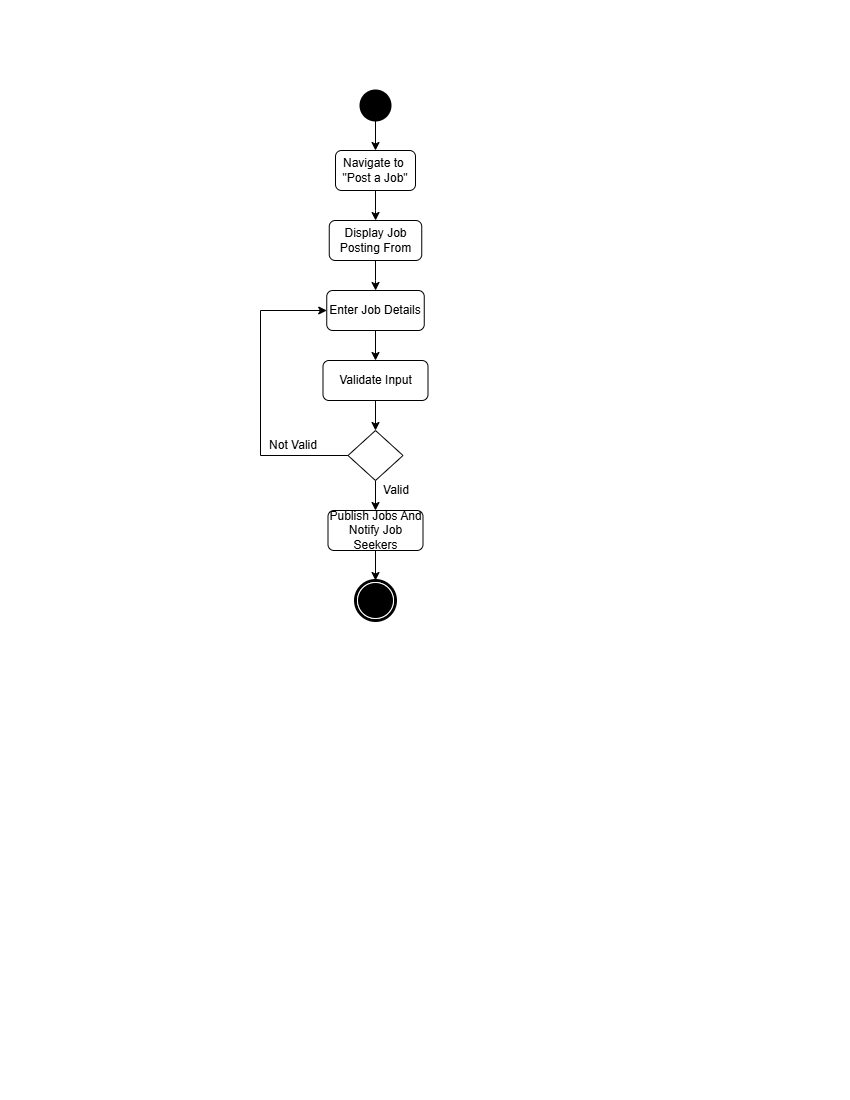 Navigate to
"Post a Job"
Display Job
Posting From
Enter Job Details
Validate Input
Not Valid
Valid
Publish Jobs And
Notify Job
Seekers